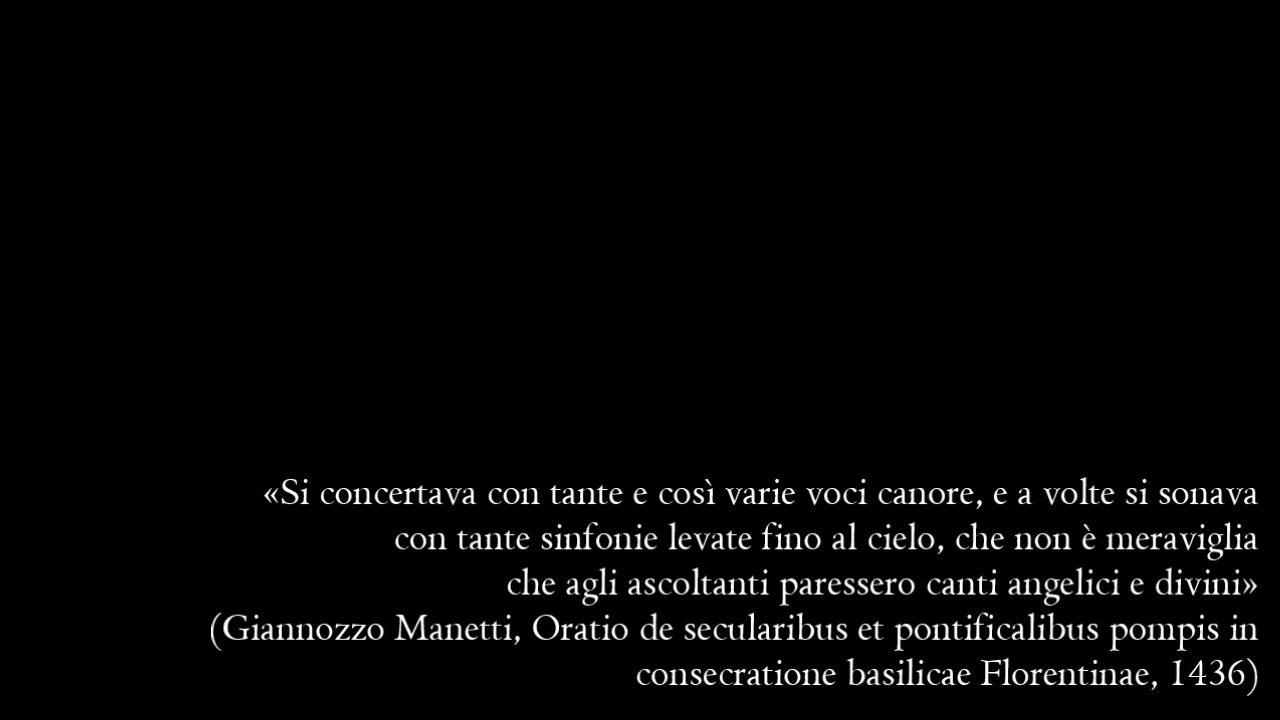 «Si concertava con tante e così varie voci canore, e a volte si sonava
con tante sinfonie levate fino al cielo, che non è meraviglia
che agli ascoltanti paressero canti angelici e divini»
(Giannozzo Manetti, Oratio de secularibus et pontificalibus pompis in
consecratione basilicae Florentinae, 1436)